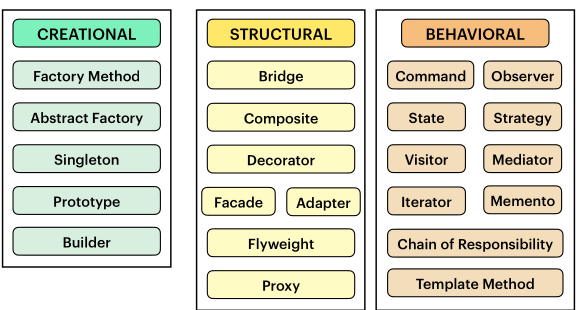 CREATIONAL
Factory Method
Abstract Factory
Singleton
Prototype
Builder
STRUCTURAL
Bridge
Composite
Decorator
Facade
Adapter
Flyweight
Proxy
BEHAVIORAL
Command
Observer
State
Strategy
Visitor
Mediator
Iterator
Memento
Chain of Responsibility
Template Method